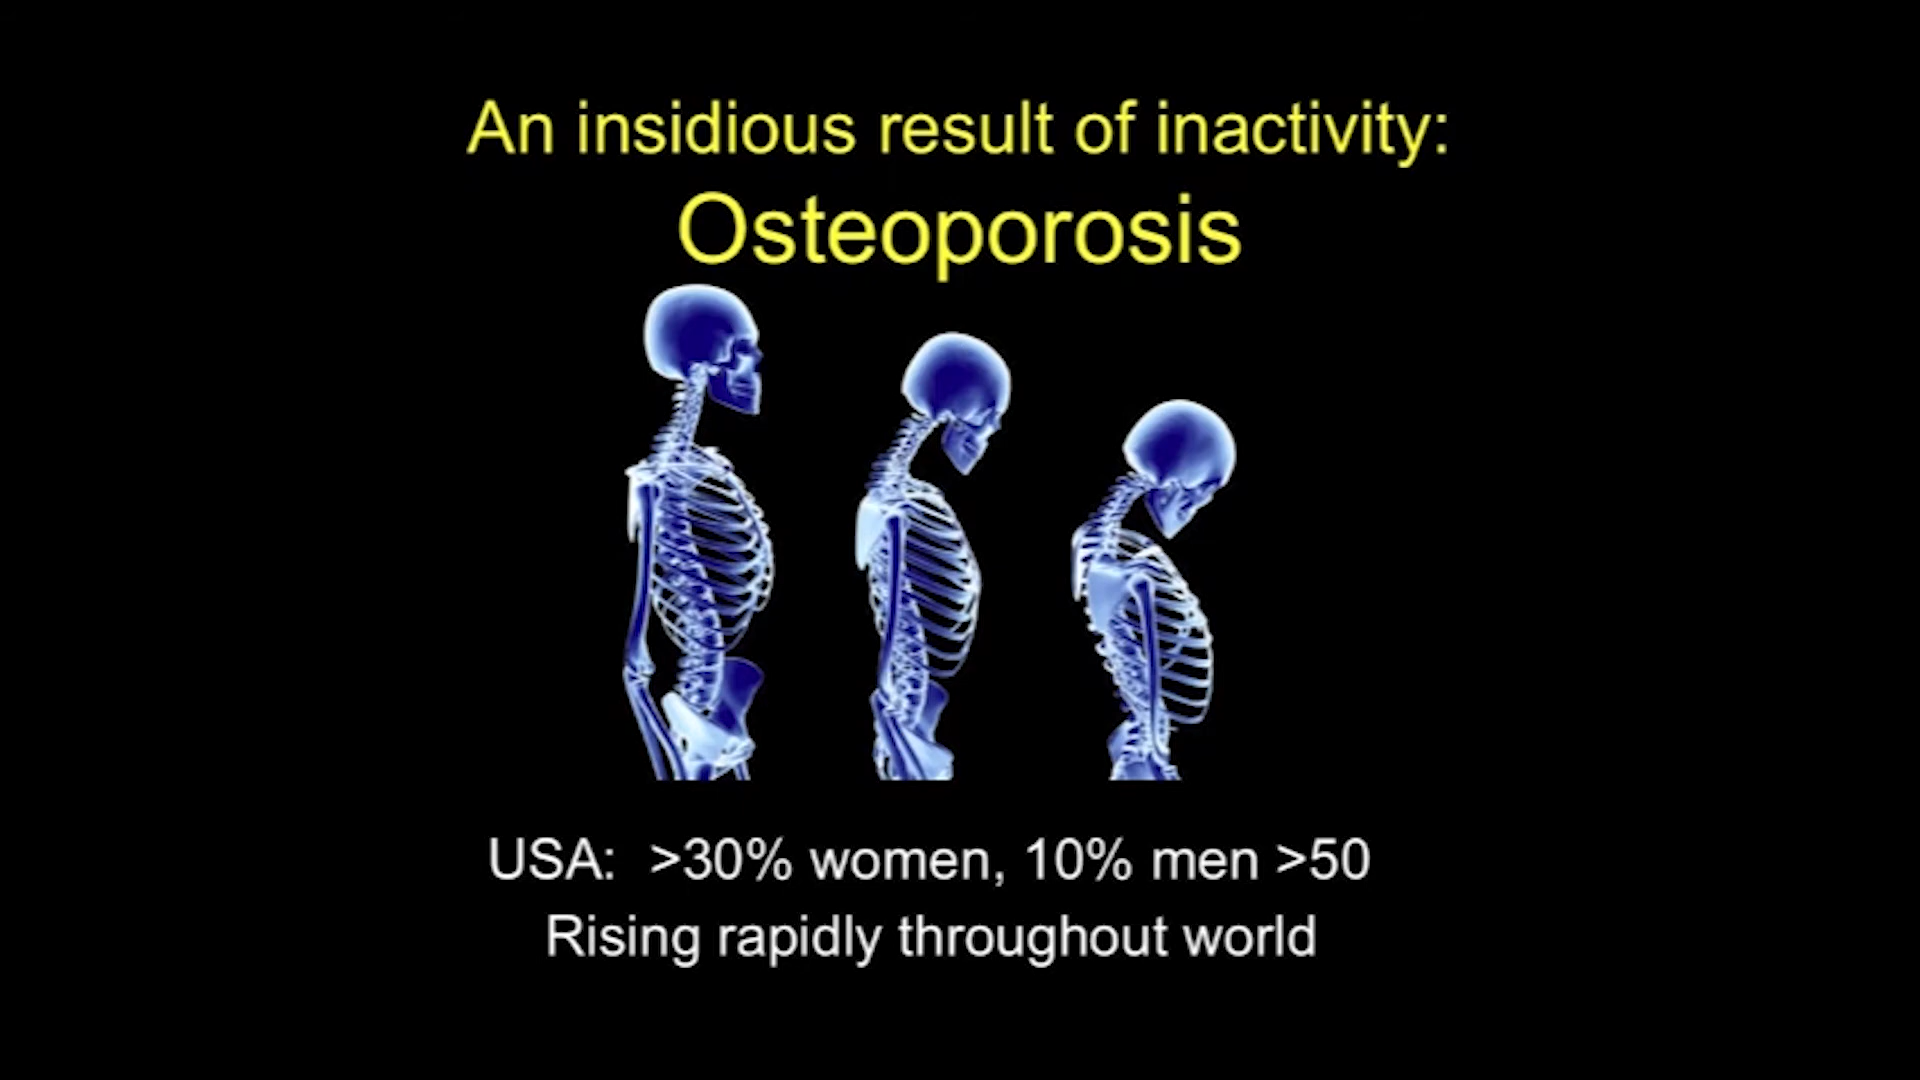 An insidious result of inactivity:
Osteoporosis
USA:  >30% women, 10% men >50
Rising rapidly throughout world